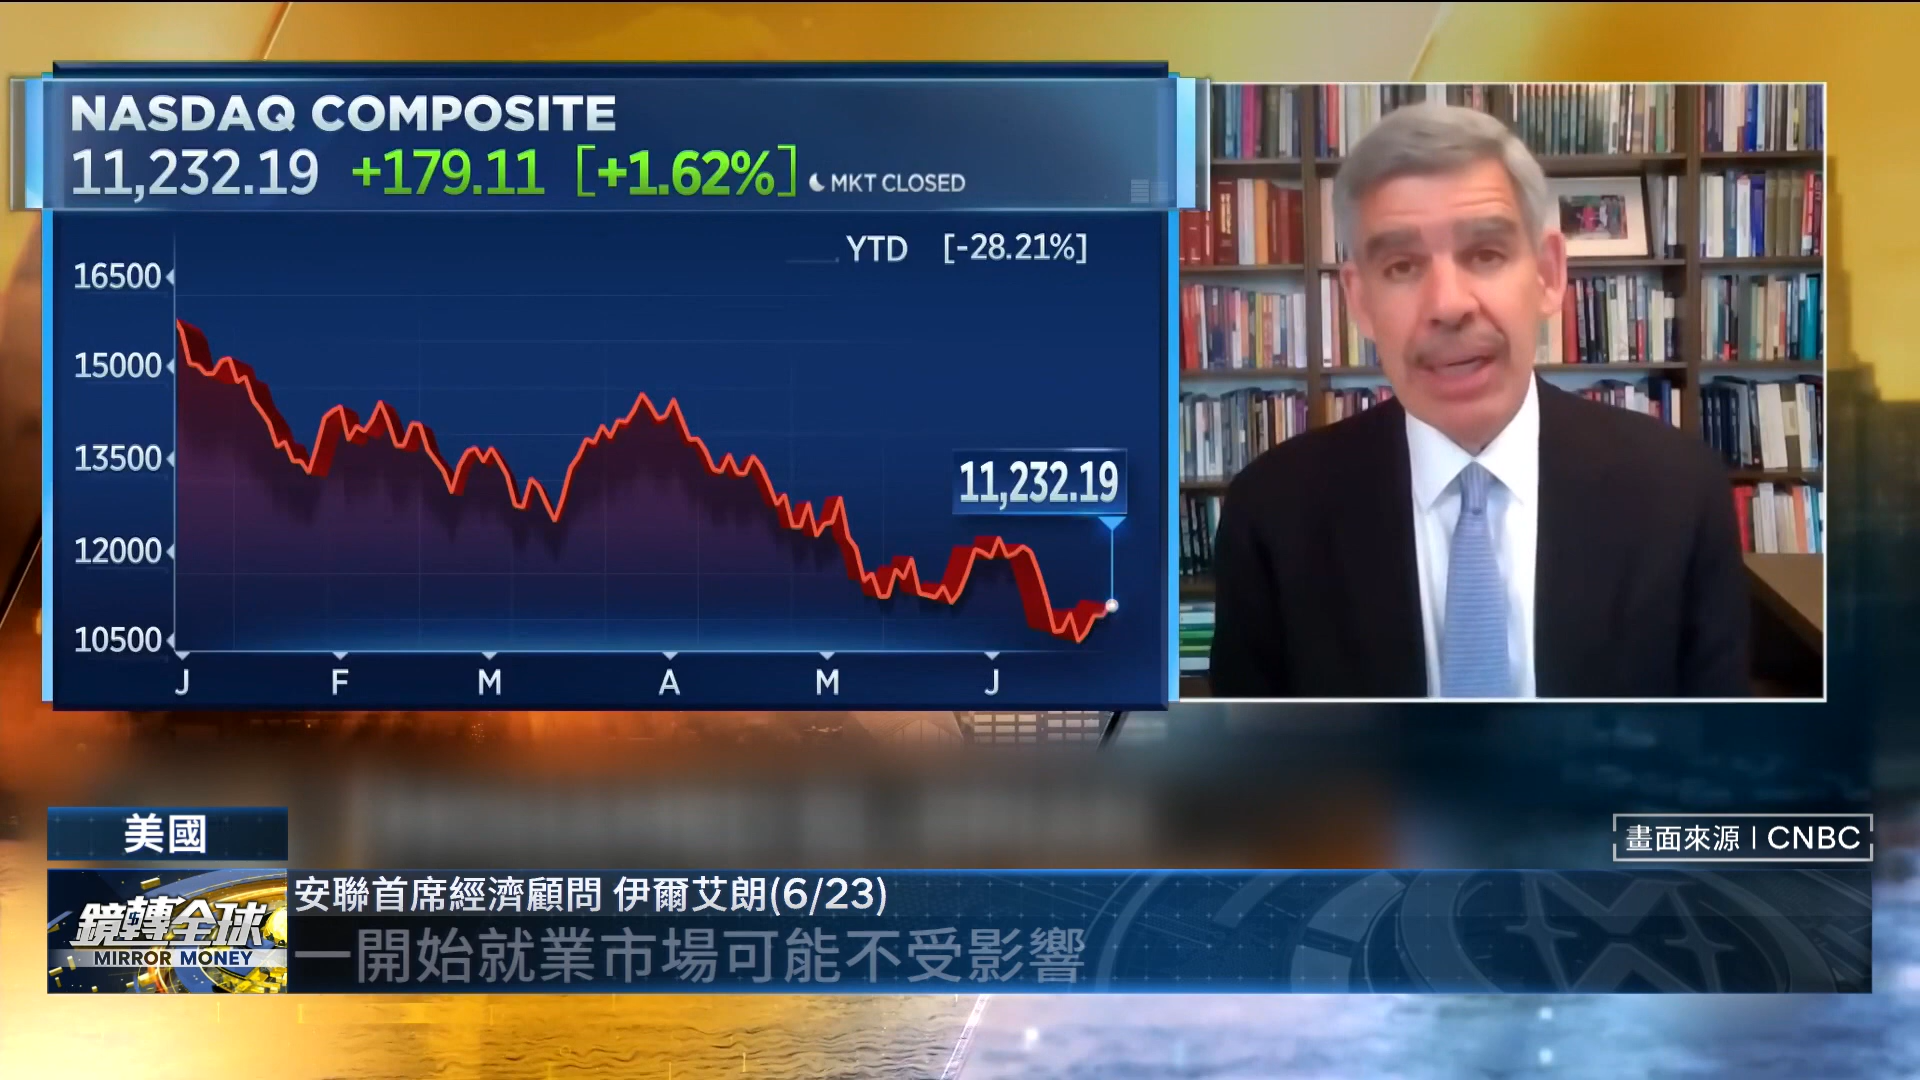 NASDAQ COMPOSITE
11,232.19 +179.11 [+1.62%] MKT CLOSED
YTD [-28.21%]
16500
15000
13500
12000
10500
11,232.19
J F M A M J
美國
畫面來源 | CNBC
鏡轉全球
MIRROR MONEY
安聯首席經濟顧問 伊爾艾朗(6/23)
一開始就業市場可能不受影響